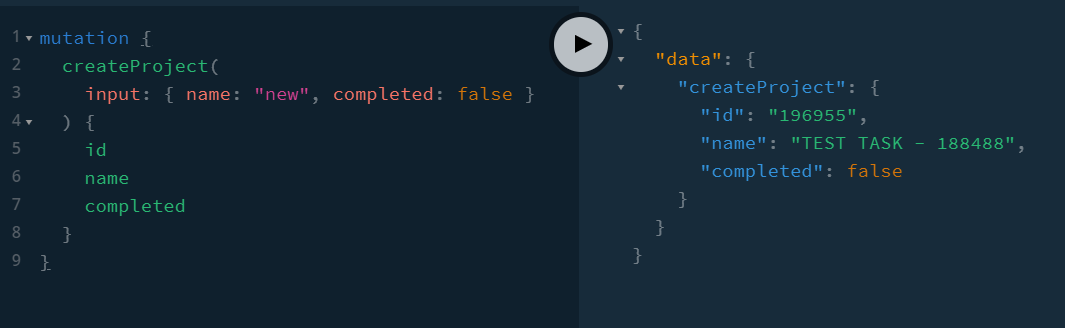 1 mutation {
2 createProject(
3 input: { name: "new", completed: false }
4 ) {
5 id
6 name
7 completed
8 }
9 }
{
"data": {
"createProject": {
"id": "196955",
"name": "TEST TASK - 188488",
"completed": false
}
}
}